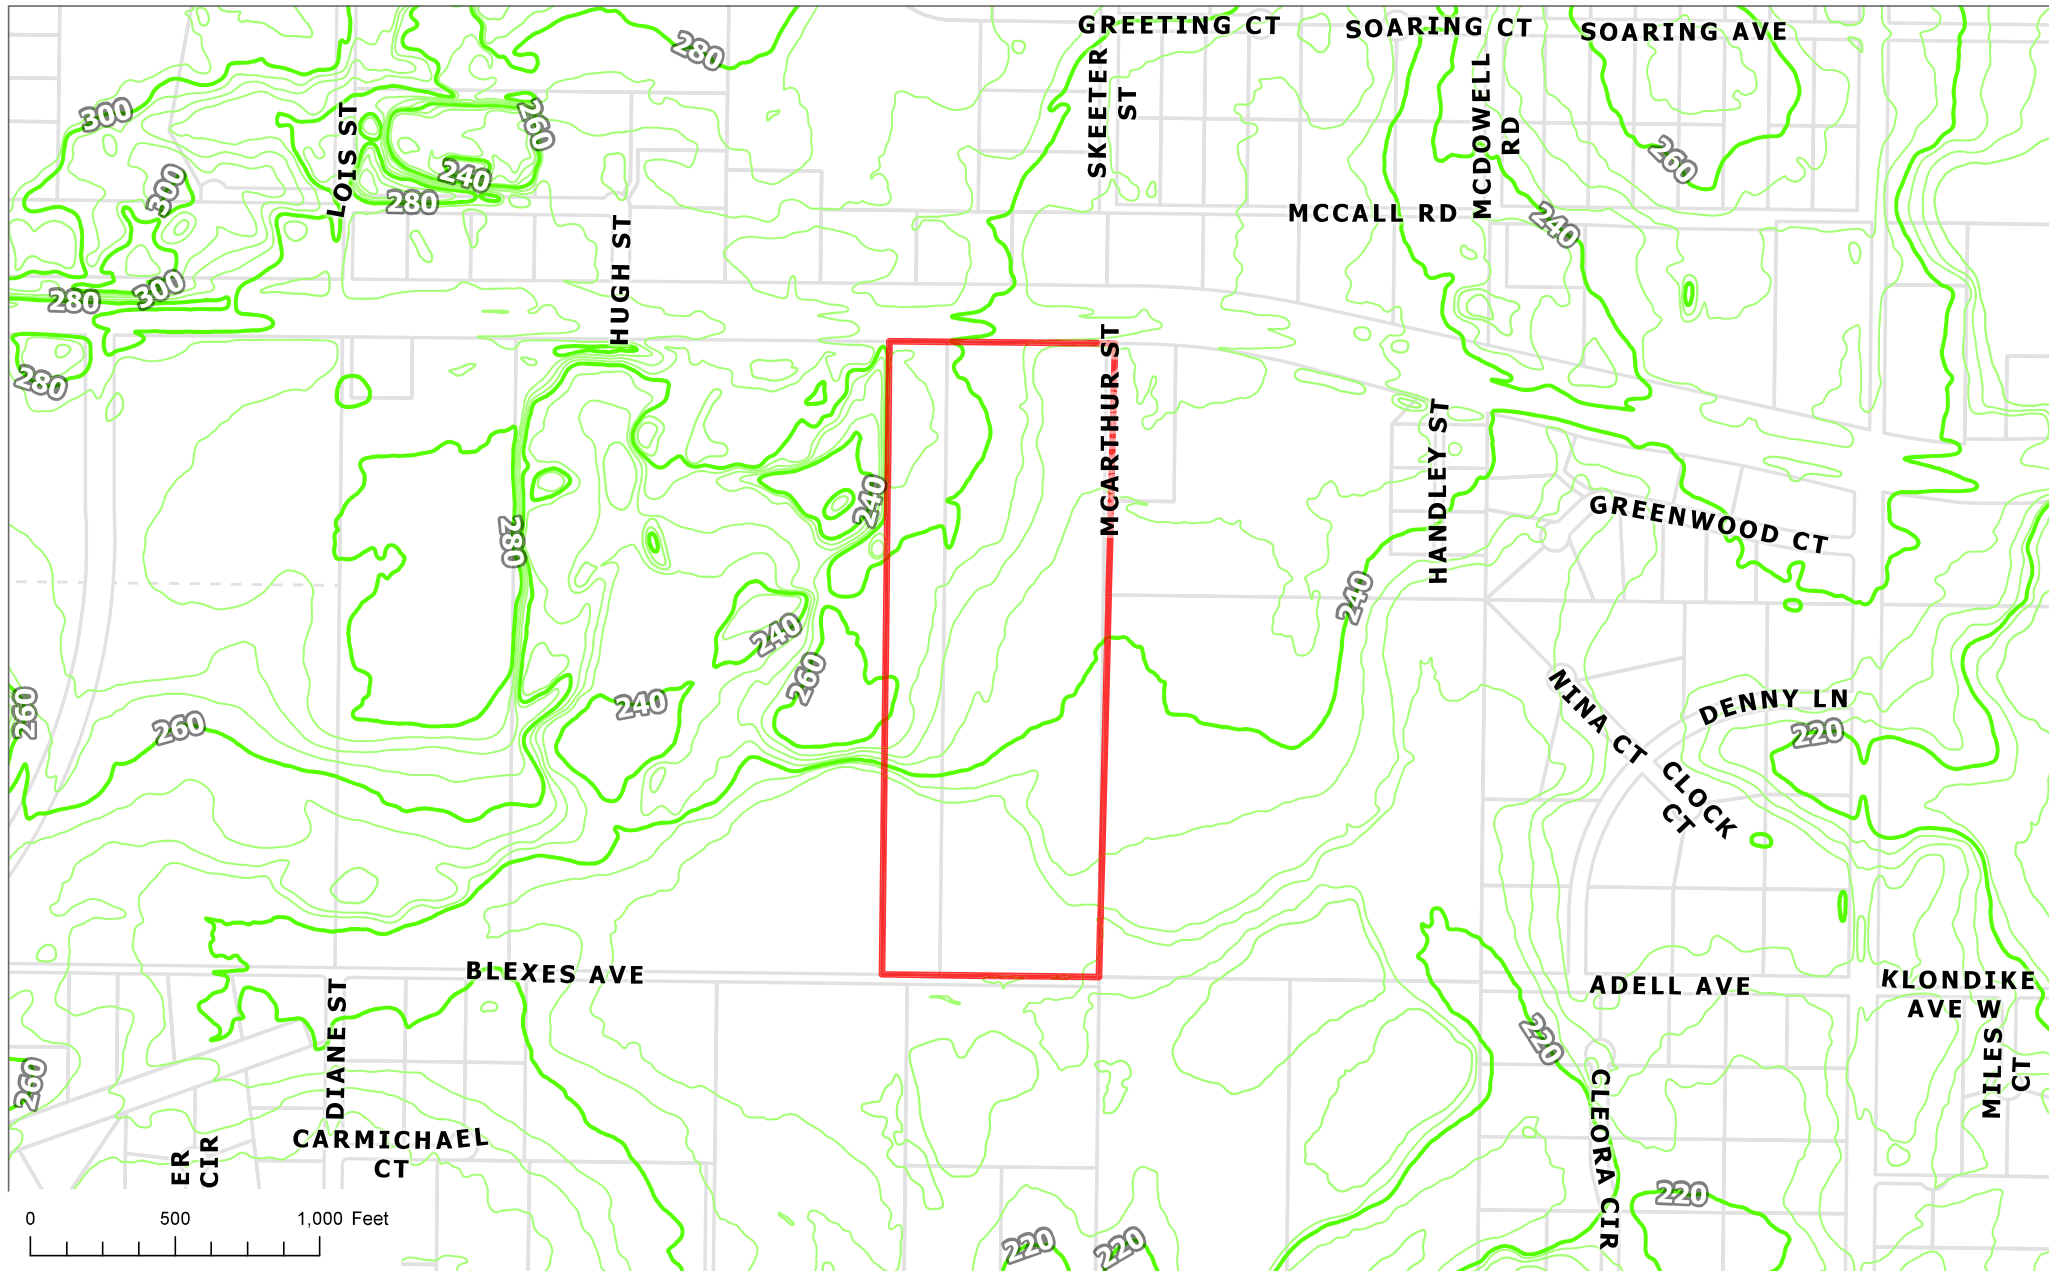 GREETING CT
SOARING CT
SOARING AVE
280
SKEETER
ST
MCDOWELL
RD
300
LOIS ST
260
240
280
300
260
MCCALL RD
240
HUGH ST
280
300
280
MCARTHUR ST
HANDLEY ST
240
280
GREENWOOD CT
240
240
260
240
260
260
NINA CT
DENNY LN
220
CLOCK
CT
BLEXES AVE
ADELL AVE
KLONDIKE
AVE W
DIANE ST
220
MILES
CT
260
CLEORA CIR
CARMICHAEL
CT
ER
CIR
220
220
220
0 500 1,000 Feet